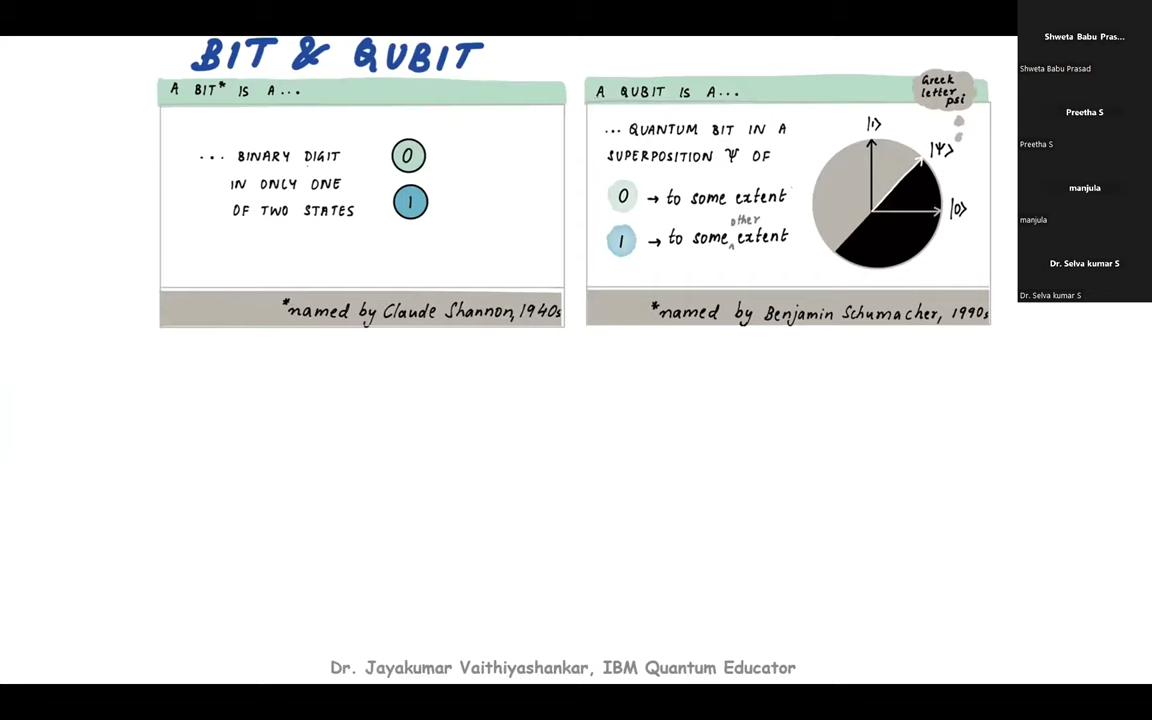 BIT & QUBIT
A BIT* IS A...
... BINARY DIGIT
IN ONLY ONE
OF TWO STATES
0
1
*named by Claude Shannon, 1940s
A QUBIT IS A...
Greek
letter
psi
... QUANTUM BIT IN A
SUPERPOSITION Ψ OF
0 → to some extent
other
1 → to some ^ extent
|1>
|Ψ>
|0>
*named by Benjamin Schumacher, 1990s
Dr. Jayakumar Vaithiyashankar, IBM Quantum Educator
Shweta Babu Pras...
Shweta Babu Prasad
Preetha S
Preetha S
manjula
manjula
Dr. Selva kumar S
Dr. Selva kumar S